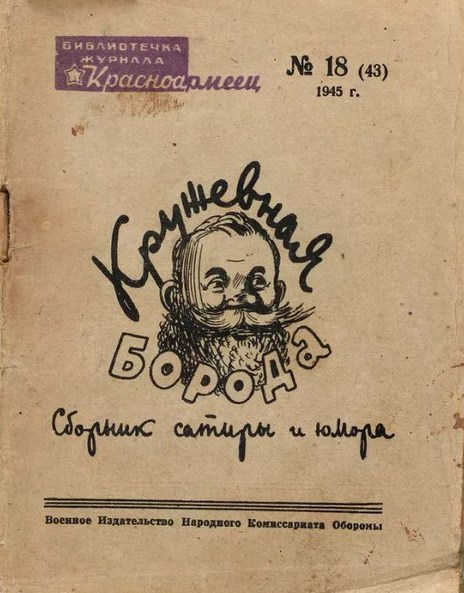 БИБЛИОТЕЧКА
ЖУРНАЛА
Красноармеец
№ 18 (43)
1945 г.
Кружевная
БОРОДА
Сборник сатиры и юмора
Военное Издательство Народного Комиссариата Обороны